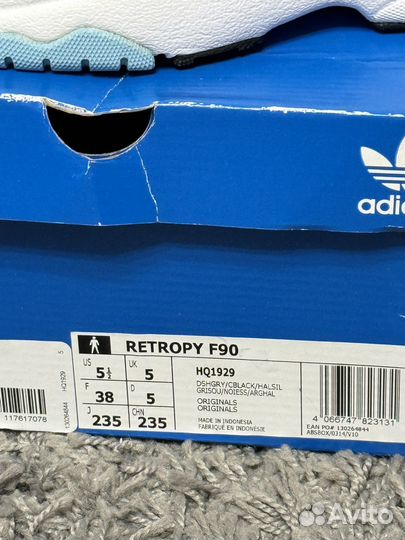 adidas
RETROPY F90
US
5½
UK
5
F
38
D
5
J
235
CHN
235
HQ1929
DSHGRY/CBLACK/HALSIL
GRISOU/NOIESS/ARGHAL
ORIGINALS
ORIGINALS
MADE IN INDONESIA
FABRIQUÉ EN INDONÉSIE
4 066747 823131
EAN PO# 130264844
ABSBOX/0314/V10
117617078
5
HQ1929
130264844
Avito